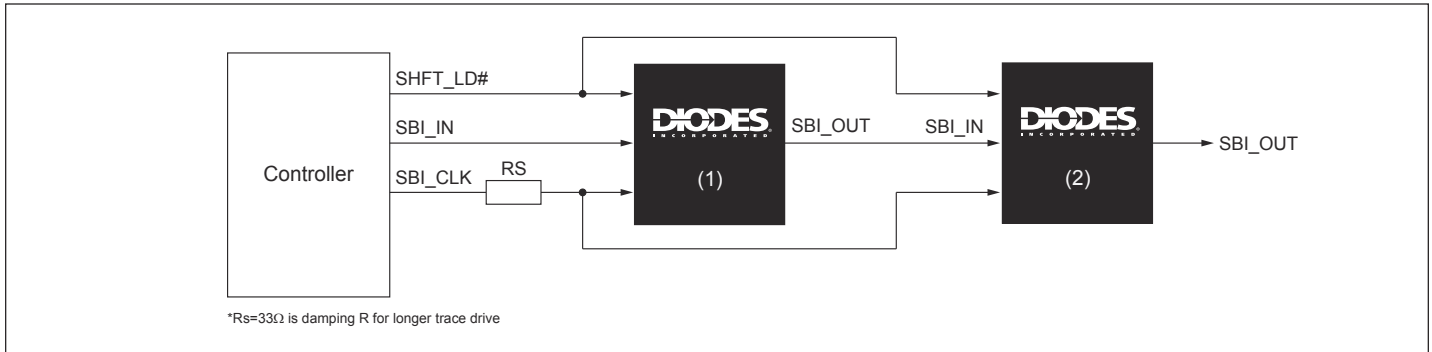 SHFT_LD#
SBI_IN
SBI_CLK
RS
Controller
DIODES®
INCORPORATED
(1)
SBI_OUT
SBI_IN
DIODES®
INCORPORATED
(2)
SBI_OUT
*Rs=33Ω is damping R for longer trace drive